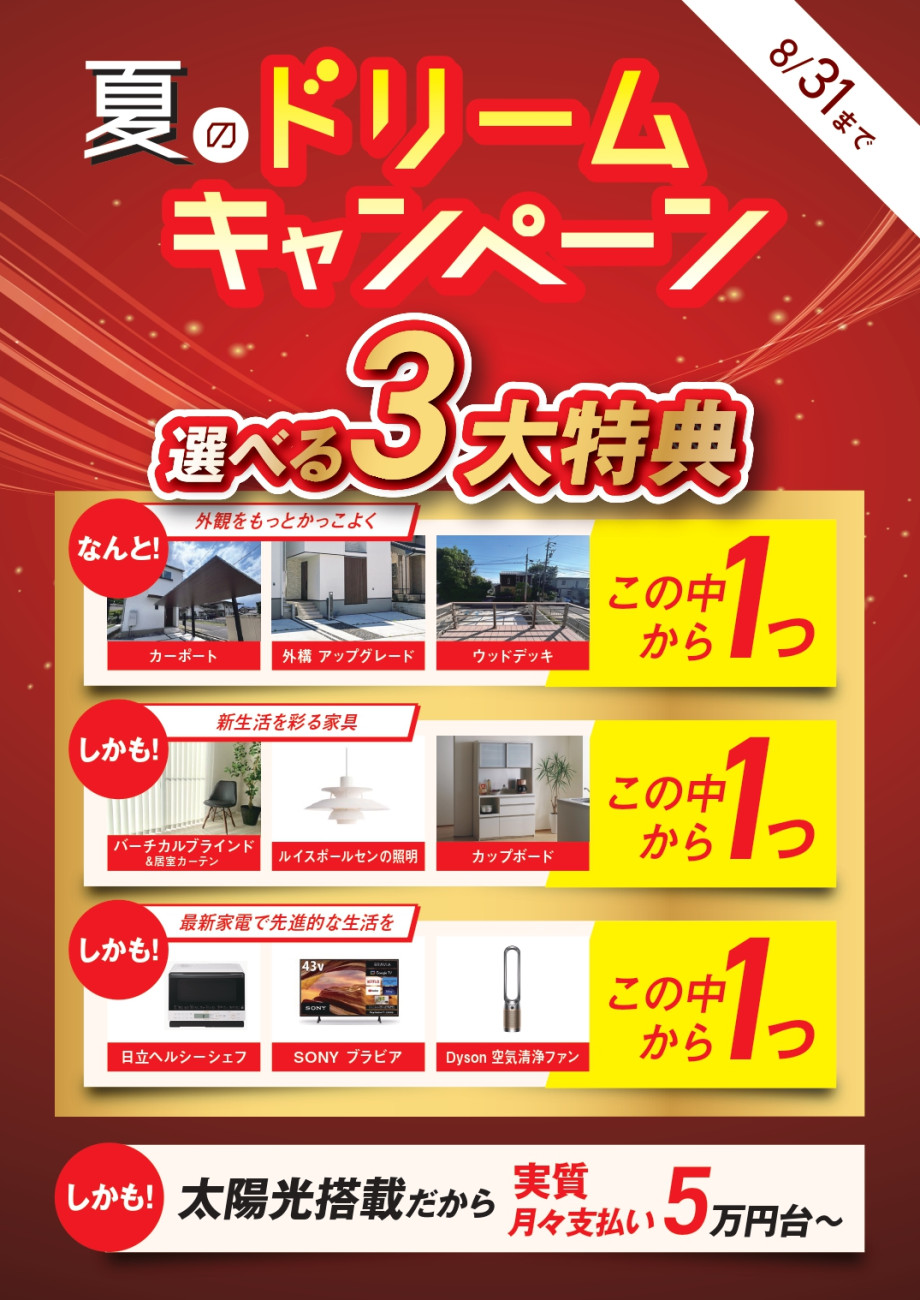 8/31まで
夏のドリーム
キャンペーン
選べる3大特典
なんと!
外観をもっとかっこよく
カーポート
外構 アップグレード
ウッドデッキ
この中
から1つ
しかも!
新生活を彩る家具
バーチカルブラインド
&居室カーテン
ルイスポールセンの照明
カップボード
この中
から1つ
しかも!
最新家電で先進的な生活を
43v
SONY
日立ヘルシーシェフ
SONY ブラビア
Dyson 空気清浄ファン
この中
から1つ
しかも!
太陽光搭載だから
実質
月々支払い5万円台〜